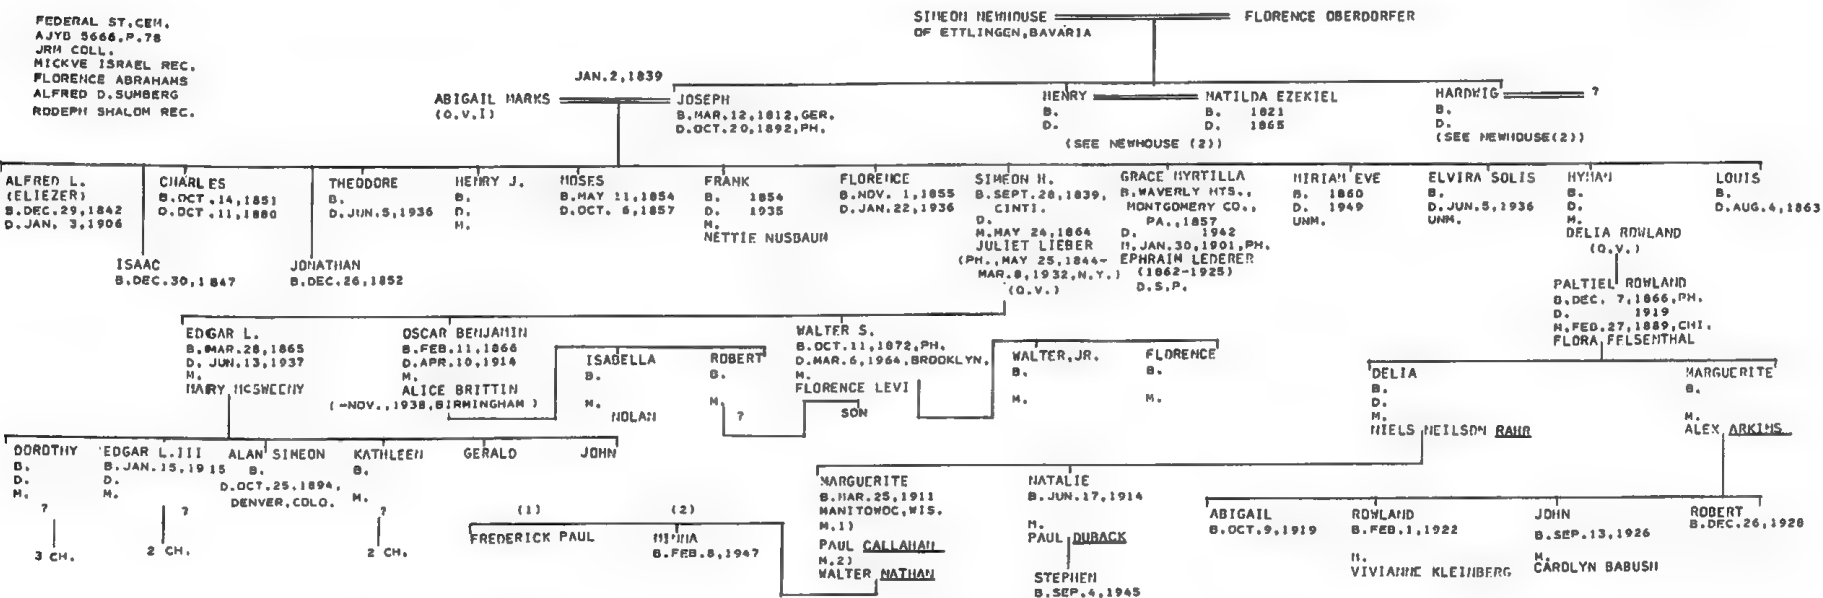 FEDERAL ST.CEM.
AJYB 5666,P.78
JRM COLL.
MICKVE ISRAEL REC.
FLORENCE ABRAHAMS
ALFRED D.SUMBERG
RODEPH SHALOM REC.
SIMEON NEWHOUSE
OF ETTLINGEN,BAVARIA
FLORENCE OBERDORFER
JAN.2,1839
ABIGAIL MARKS
(Q.V.I)
JOSEPH
B.MAR.12,1812,GER.
D.OCT.20,1892,PH.
HENRY
B.
D.
MATILDA EZEKIEL
B. 1821
D. 1865
(SEE NEWHOUSE (2))
HARDWIG
B.
D.
(SEE NEWHOUSE(2))
?
ALFRED L.
(ELIEZER)
B.DEC.29,1842
D.JAN. 3,1906
ISAAC
B.DEC.30,1847
CHARLES
B.OCT.14,1851
D.OCT.11,1880
JONATHAN
B.DEC.26,1852
THEODORE
B.
D.JUN.5,1936
HENRY J.
B.
D.
M.
MOSES
B.MAY 11,1854
D.OCT. 6,1857
FRANK
B. 1854
D. 1935
M.
NETTIE NUSBAUM
FLORENCE
B.NOV. 1,1855
D.JAN.22,1936
SIMEON H.
B.SEPT.28,1839,
CINTI.
D.
M.MAY 24,1864
JULIET LIEBER
(PH.,MAY 25,1844-
MAR.8,1932,N.Y.)
(Q.V.)
GRACE MYRTILLA
B.WAVERLY HTS.,
MONTGOMERY CO.,
PA.,1857
D. 1942
M.JAN.30,1901,PH.
EPHRAIM LEDERER
(1862-1925)
D.S.P.
MIRIAM EVE
B. 1860
D. 1949
UNM.
ELVIRA SOLIS
B.
D.JUN.5,1936
UNM.
HYMAN
B.
D.
M.
DELIA ROWLAND
(Q.V.)
LOUIS
B.
D.AUG.4,1863
PALTIEL ROWLAND
B.DEC. 7,1866,PH.
D. 1919
M.FEB.27,1889,CHI.
FLORA FELSENTHAL
EDGAR L.
B.MAR.28,1865
D.JUN.13,1937
M.
MARY MCSWEENY
OSCAR BENJAMIN
B.FEB.11,1866
D.APR.10,1914
M.
ALICE BRITTIN
(-NOV.,1938,BIRMINGHAM)
ISABELLA
B.
M.
NOLAN
ROBERT
B.
M.
?
SON
WALTER S.
B.OCT.11,1872,PH.
D.MAR.6,1964,BROOKLYN,
M.
FLORENCE LEVI
WALTER,JR.
B.
M.
FLORENCE
B.
M.
DELIA
B.
D.
M.
NIELS NEILSON RAHR
MARGUERITE
B.
M.
ALEX ARKIMS
DOROTHY
B.
D.
M.
?
3 CH.
EDGAR L.III
B.JAN.15,1915
D.
M.
?
2 CH.
ALAN SIMEON
B.
D.OCT.25,1894,
DENVER,COLO.
KATHLEEN
B.
M.
?
2 CH.
GERALD
JOHN
(1)
FREDERICK PAUL
(2)
MINNA
B.FEB.8,1947
MARGUERITE
B.MAR.25,1911
MANITOWOC,WIS.
M.1)
PAUL CALLAHAN
M.2)
WALTER NATHAN
NATALIE
B.JUN.17,1914
M.
PAUL DUBACK
STEPHEN
B.SEP.4,1945
ABIGAIL
B.OCT.9,1919
ROWLAND
B.FEB.1,1922
M.
VIVIANNE KLEINBERG
JOHN
B.SEP.13,1926
M.
CAROLYN BABUSH
ROBERT
B.DEC.26,1928